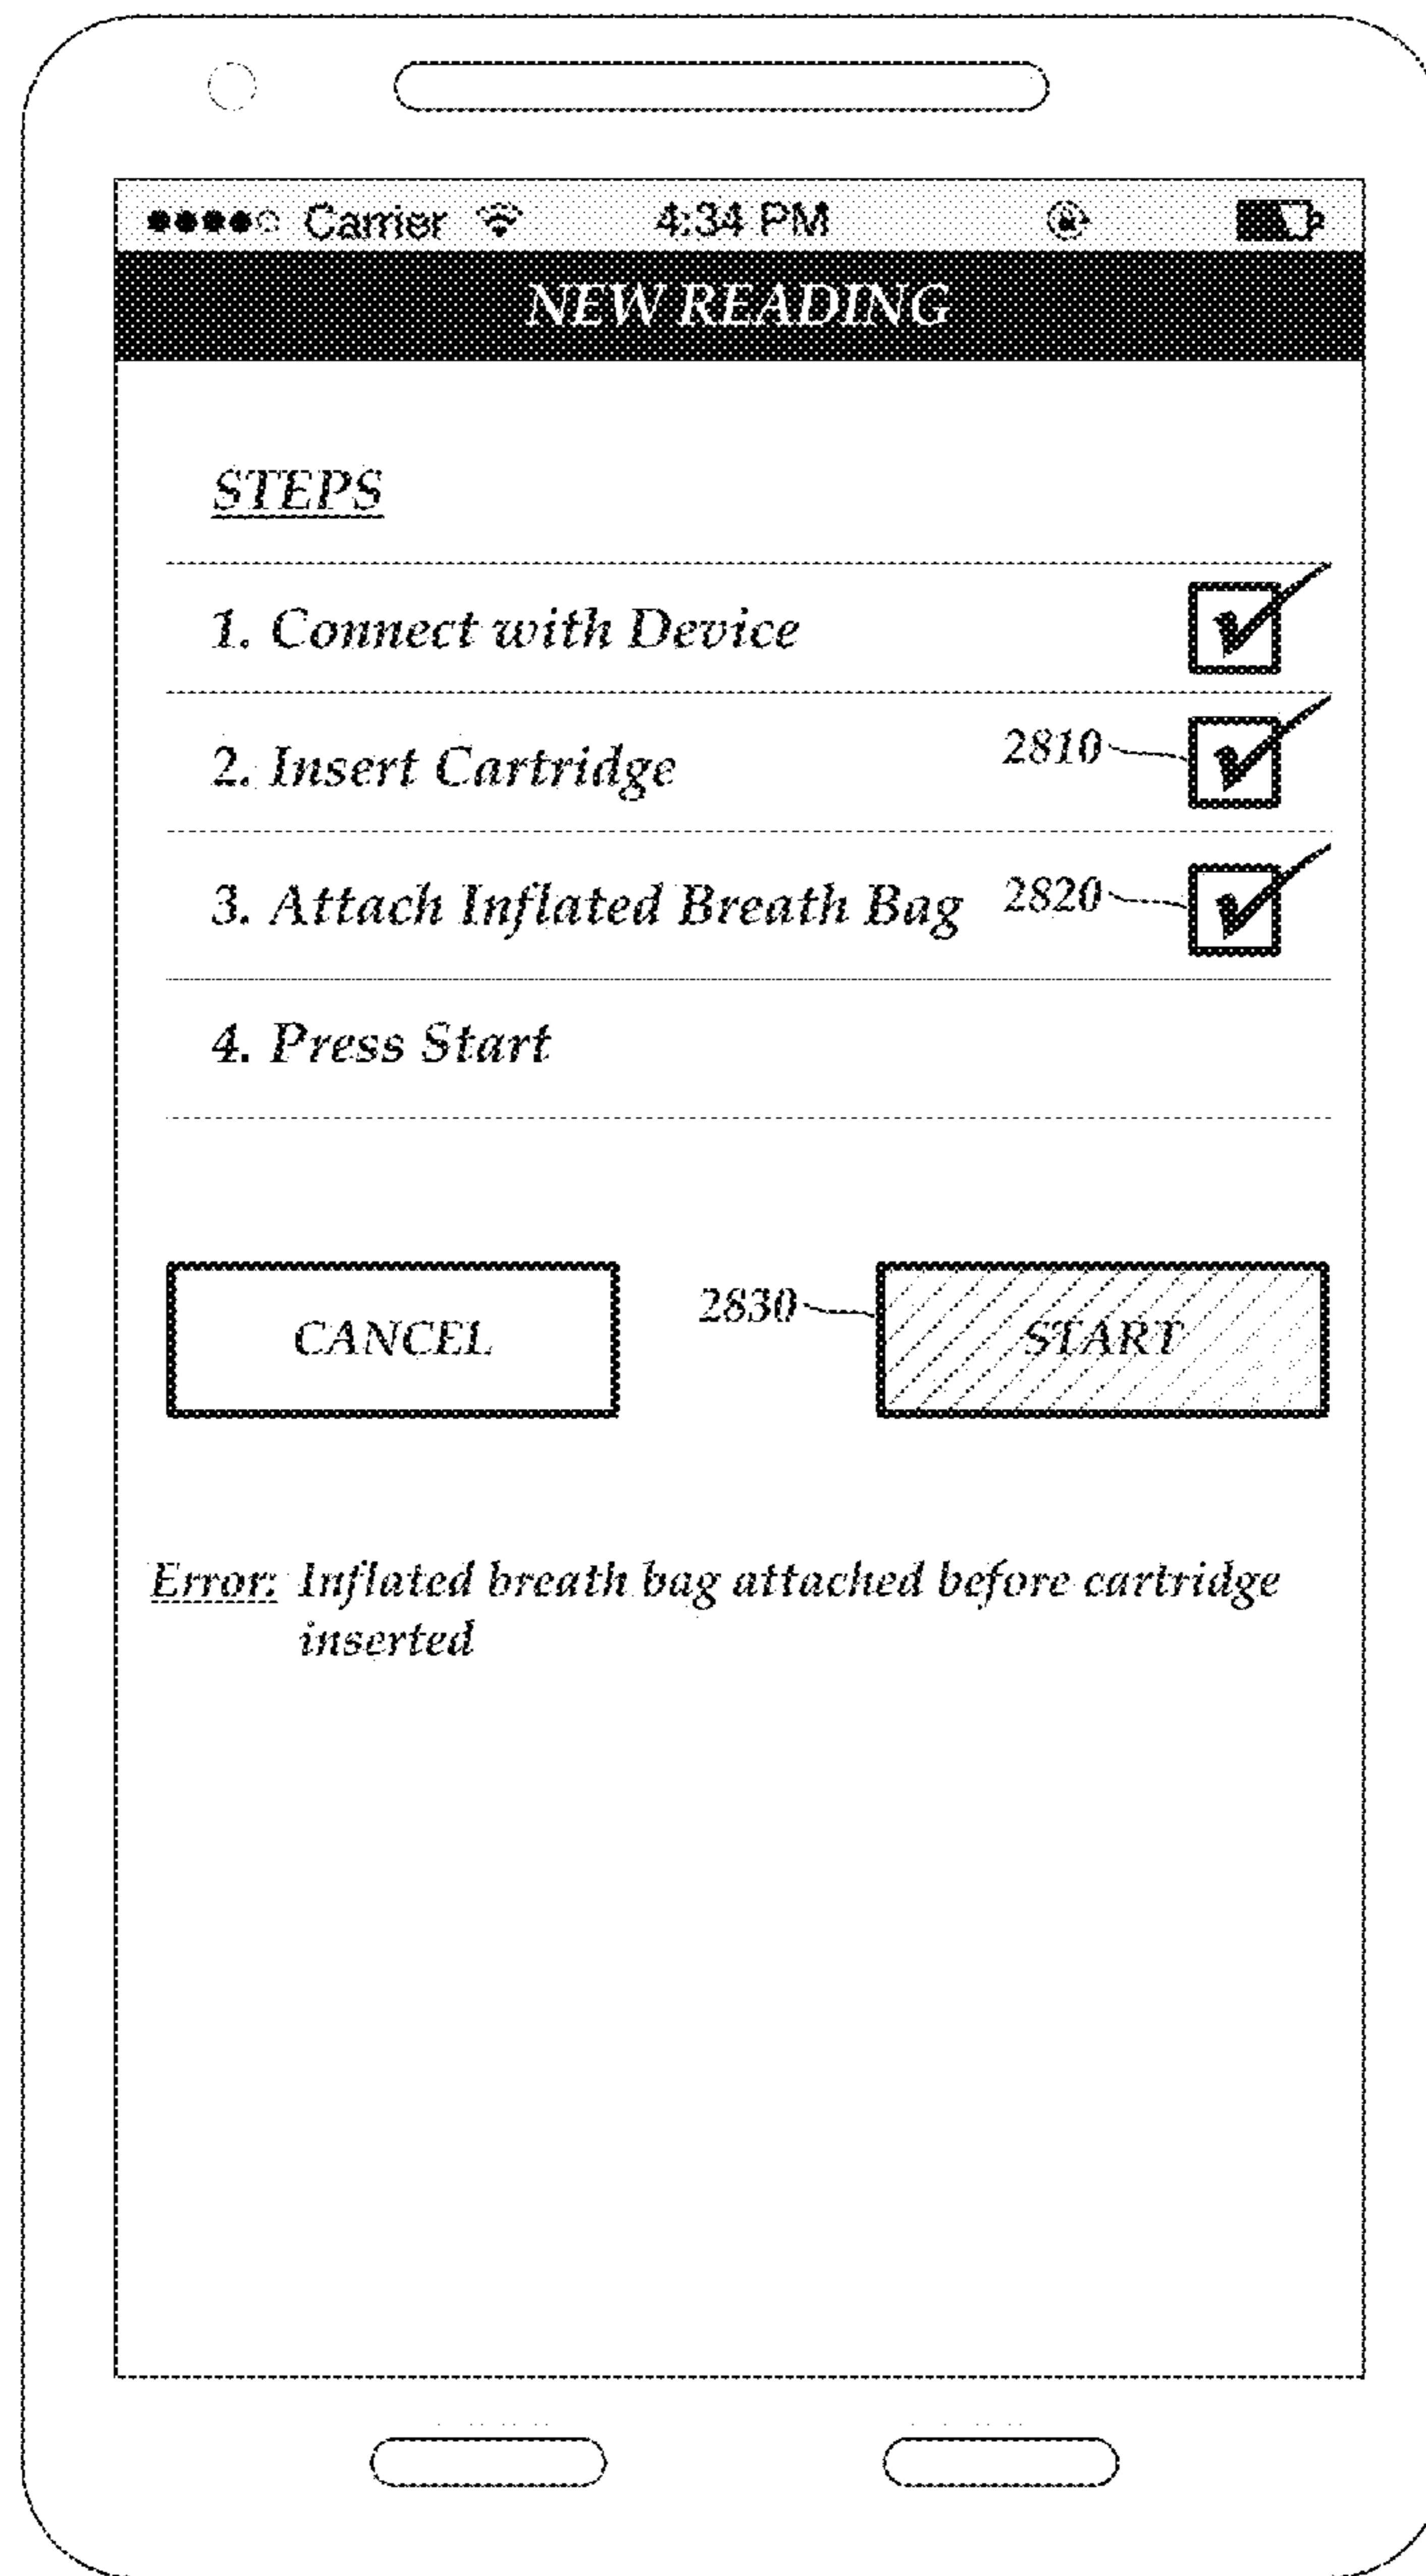 Carrier 4:34 PM
NEW READING
STEPS
1. Connect with Device
2. Insert Cartridge 2810
3. Attach Inflated Breath Bag 2820
4. Press Start
CANCEL 2830 START
Error: Inflated breath bag attached before cartridge
inserted